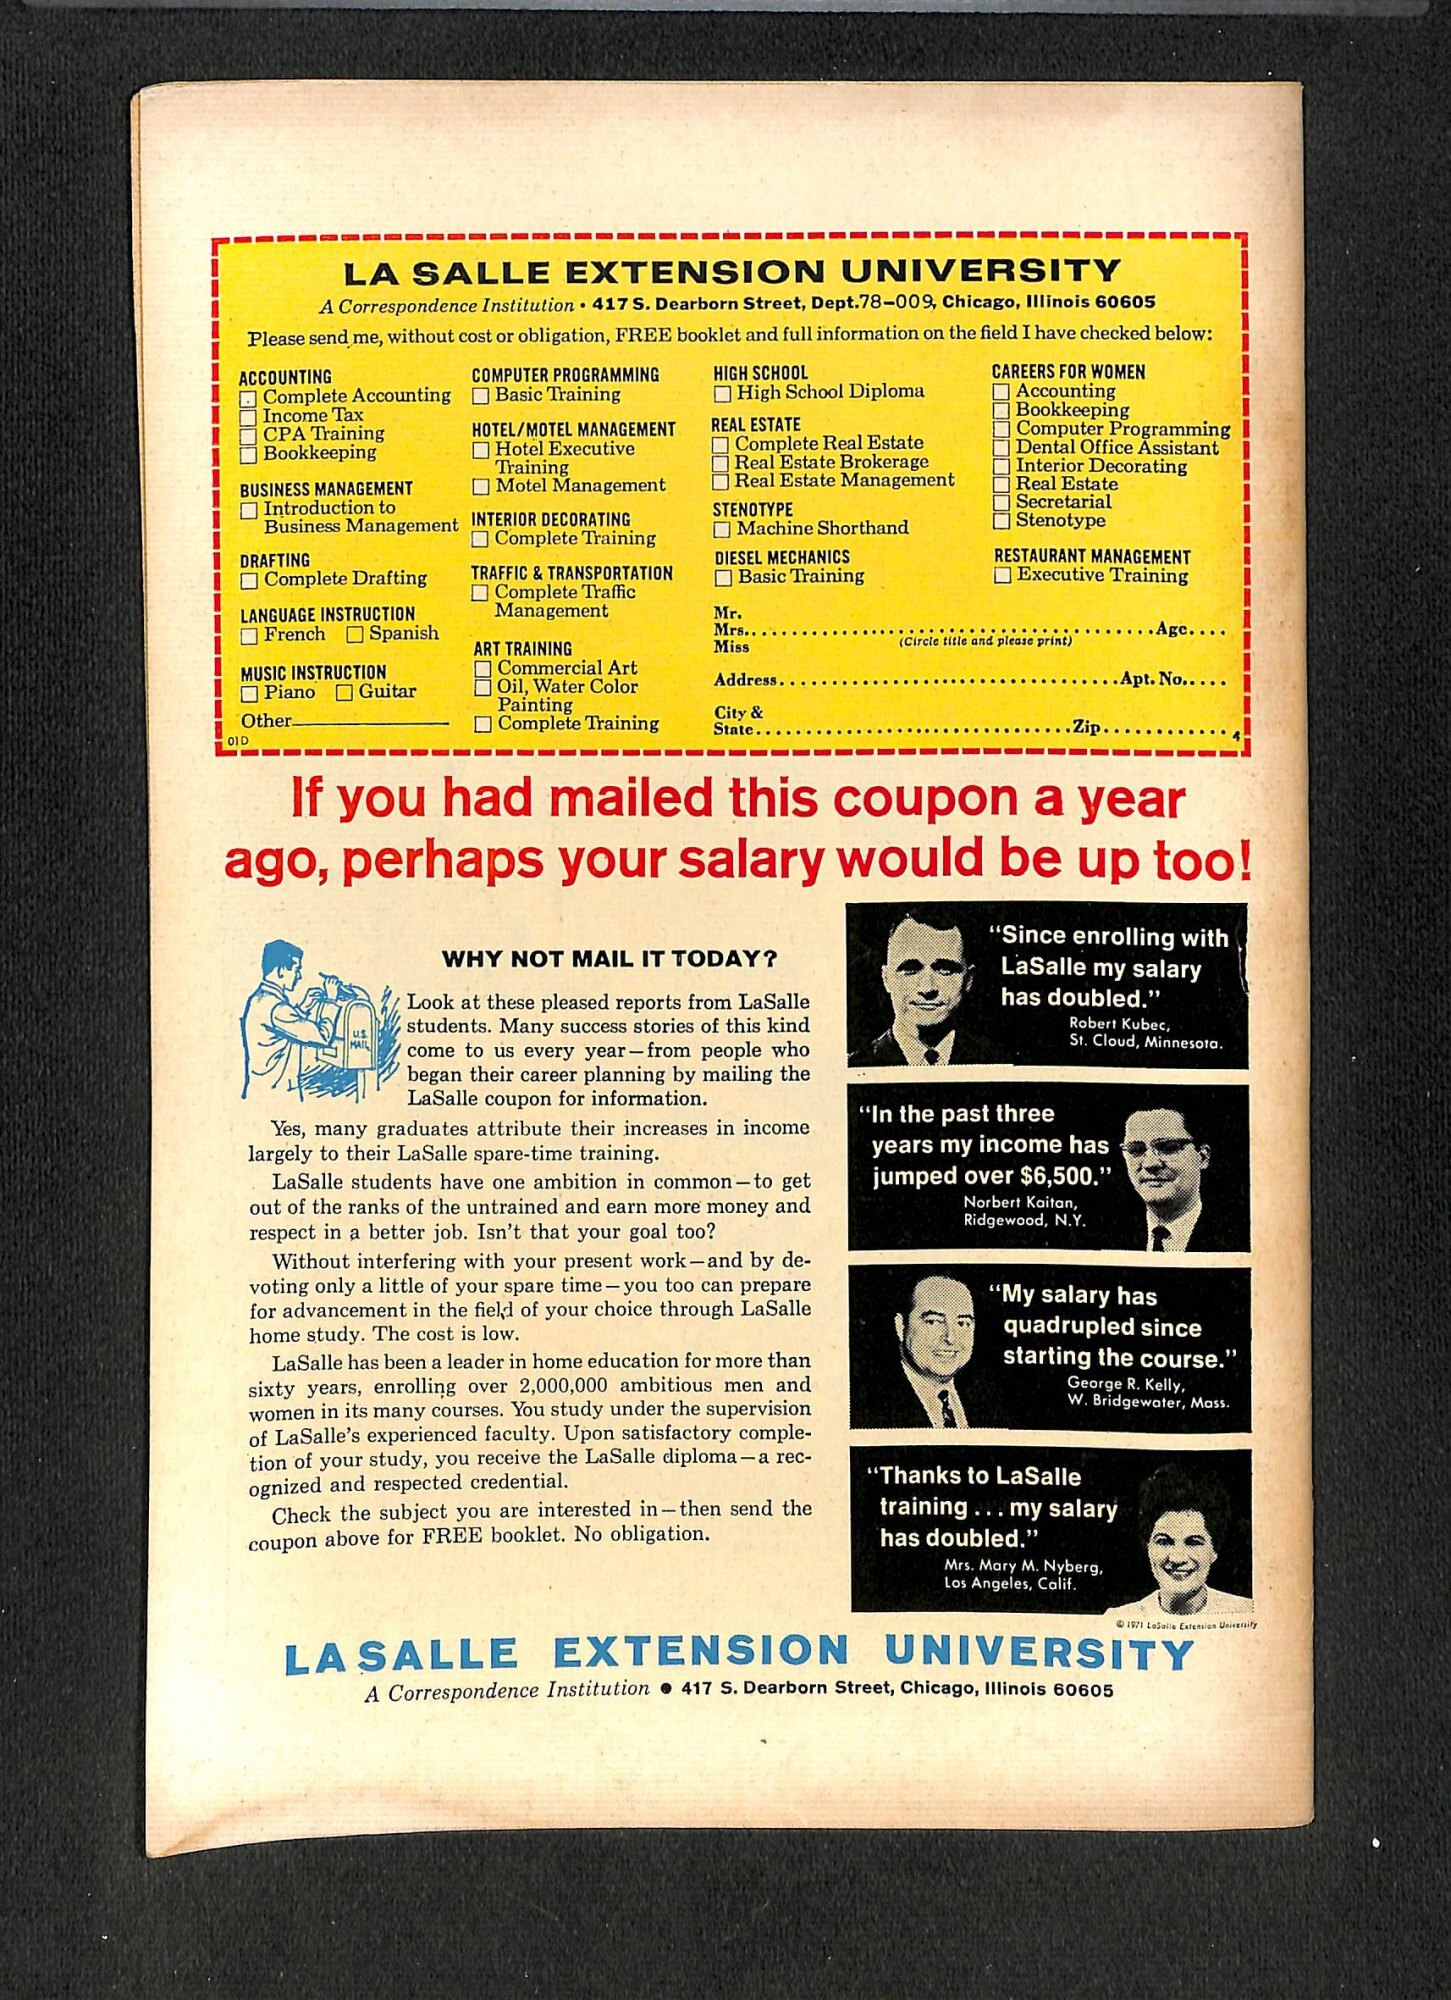 LA SALLE EXTENSION UNIVERSITY
A Correspondence Institution • 417 S. Dearborn Street, Dept.78-009, Chicago, Illinois 60605
Please send me, without cost or obligation, FREE booklet and full information on the field I have checked below:
ACCOUNTING
Complete Accounting
Income Tax
CPA Training
Bookkeeping
BUSINESS MANAGEMENT
Introduction to
Business Management
DRAFTING
Complete Drafting
LANGUAGE INSTRUCTION
French Spanish
MUSIC INSTRUCTION
Piano Guitar
Other
01D
COMPUTER PROGRAMMING
Basic Training
HOTEL/MOTEL MANAGEMENT
Hotel Executive
Training
Motel Management
INTERIOR DECORATING
Complete Training
TRAFFIC & TRANSPORTATION
Complete Traffic
Management
ART TRAINING
Commercial Art
Oil, Water Color
Painting
Complete Training
HIGH SCHOOL
High School Diploma
REAL ESTATE
Complete Real Estate
Real Estate Brokerage
Real Estate Management
STENOTYPE
Machine Shorthand
DIESEL MECHANICS
Basic Training
CAREERS FOR WOMEN
Accounting
Bookkeeping
Computer Programming
Dental Office Assistant
Interior Decorating
Real Estate
Secretarial
Stenotype
RESTAURANT MANAGEMENT
Executive Training
Mr.
Mrs. Age
Miss (Circle title and please print)
Address Apt. No.
City &
State Zip 4
If you had mailed this coupon a year
ago, perhaps your salary would be up too!
U.S.
MAIL
WHY NOT MAIL IT TODAY?
Look at these pleased reports from LaSalle
students. Many success stories of this kind
come to us every year—from people who
began their career planning by mailing the
LaSalle coupon for information.
Yes, many graduates attribute their increases in income
largely to their LaSalle spare-time training.
LaSalle students have one ambition in common—to get
out of the ranks of the untrained and earn more money and
respect in a better job. Isn't that your goal too?
Without interfering with your present work—and by de-
voting only a little of your spare time—you too can prepare
for advancement in the field of your choice through LaSalle
home study. The cost is low.
LaSalle has been a leader in home education for more than
sixty years, enrolling over 2,000,000 ambitious men and
women in its many courses. You study under the supervision
of LaSalle's experienced faculty. Upon satisfactory comple-
tion of your study, you receive the LaSalle diploma—a rec-
ognized and respected credential.
Check the subject you are interested in—then send the
coupon above for FREE booklet. No obligation.
"Since enrolling with
LaSalle my salary
has doubled."
Robert Kubec,
St. Cloud, Minnesota.
"In the past three
years my income has
jumped over $6,500."
Norbert Kaitan,
Ridgewood, N.Y.
"My salary has
quadrupled since
starting the course."
George R. Kelly,
W. Bridgewater, Mass.
"Thanks to LaSalle
training...my salary
has doubled."
Mrs. Mary M. Nyberg,
Los Angeles, Calif.
© 1971 LaSalle Extension University
LA SALLE EXTENSION UNIVERSITY
A Correspondence Institution • 417 S. Dearborn Street, Chicago, Illinois 60605